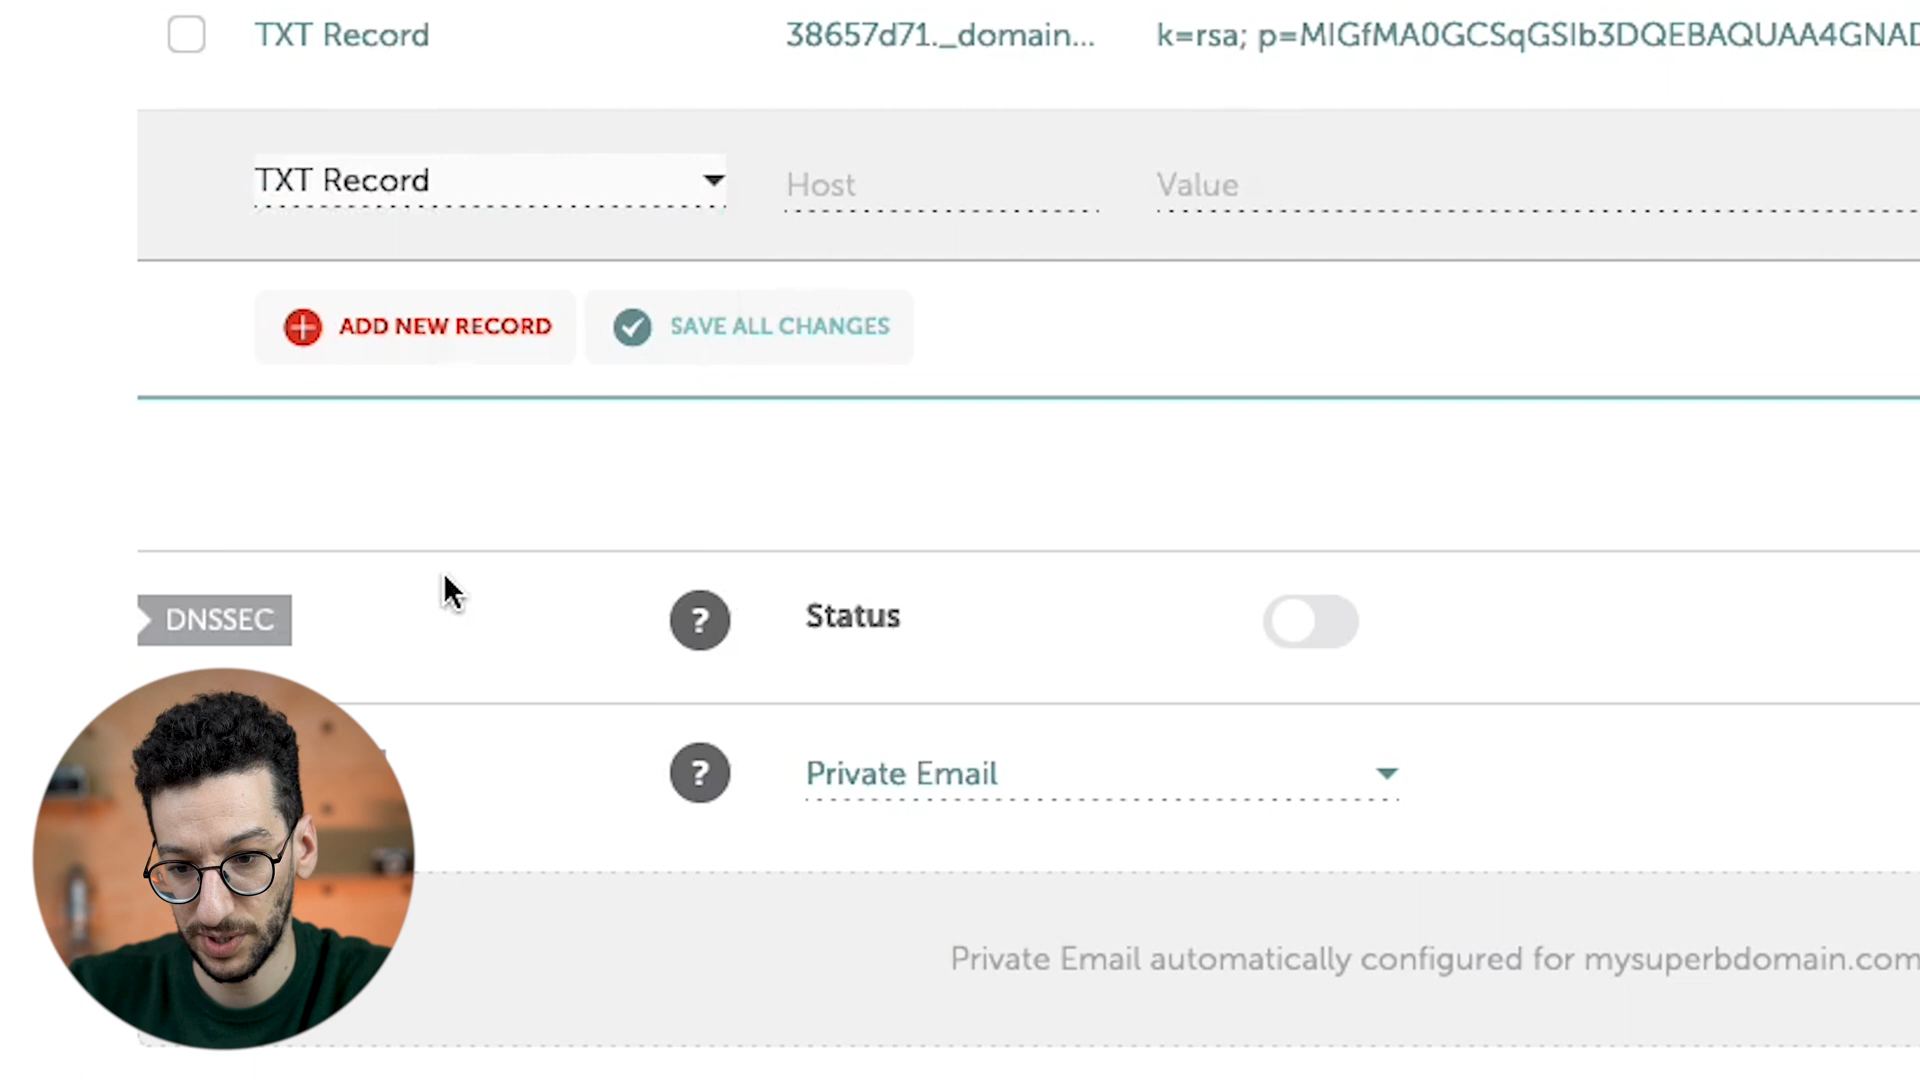 TXT Record 38657d71._domain... k=rsa; p=MIGfMA0GCSqGSIb3DQEBAQUAA4GNAD
TXT Record Host Value
ADD NEW RECORD SAVE ALL CHANGES
DNSSEC ? Status
? Private Email
Private Email automatically configured for mysuperbdomain.com